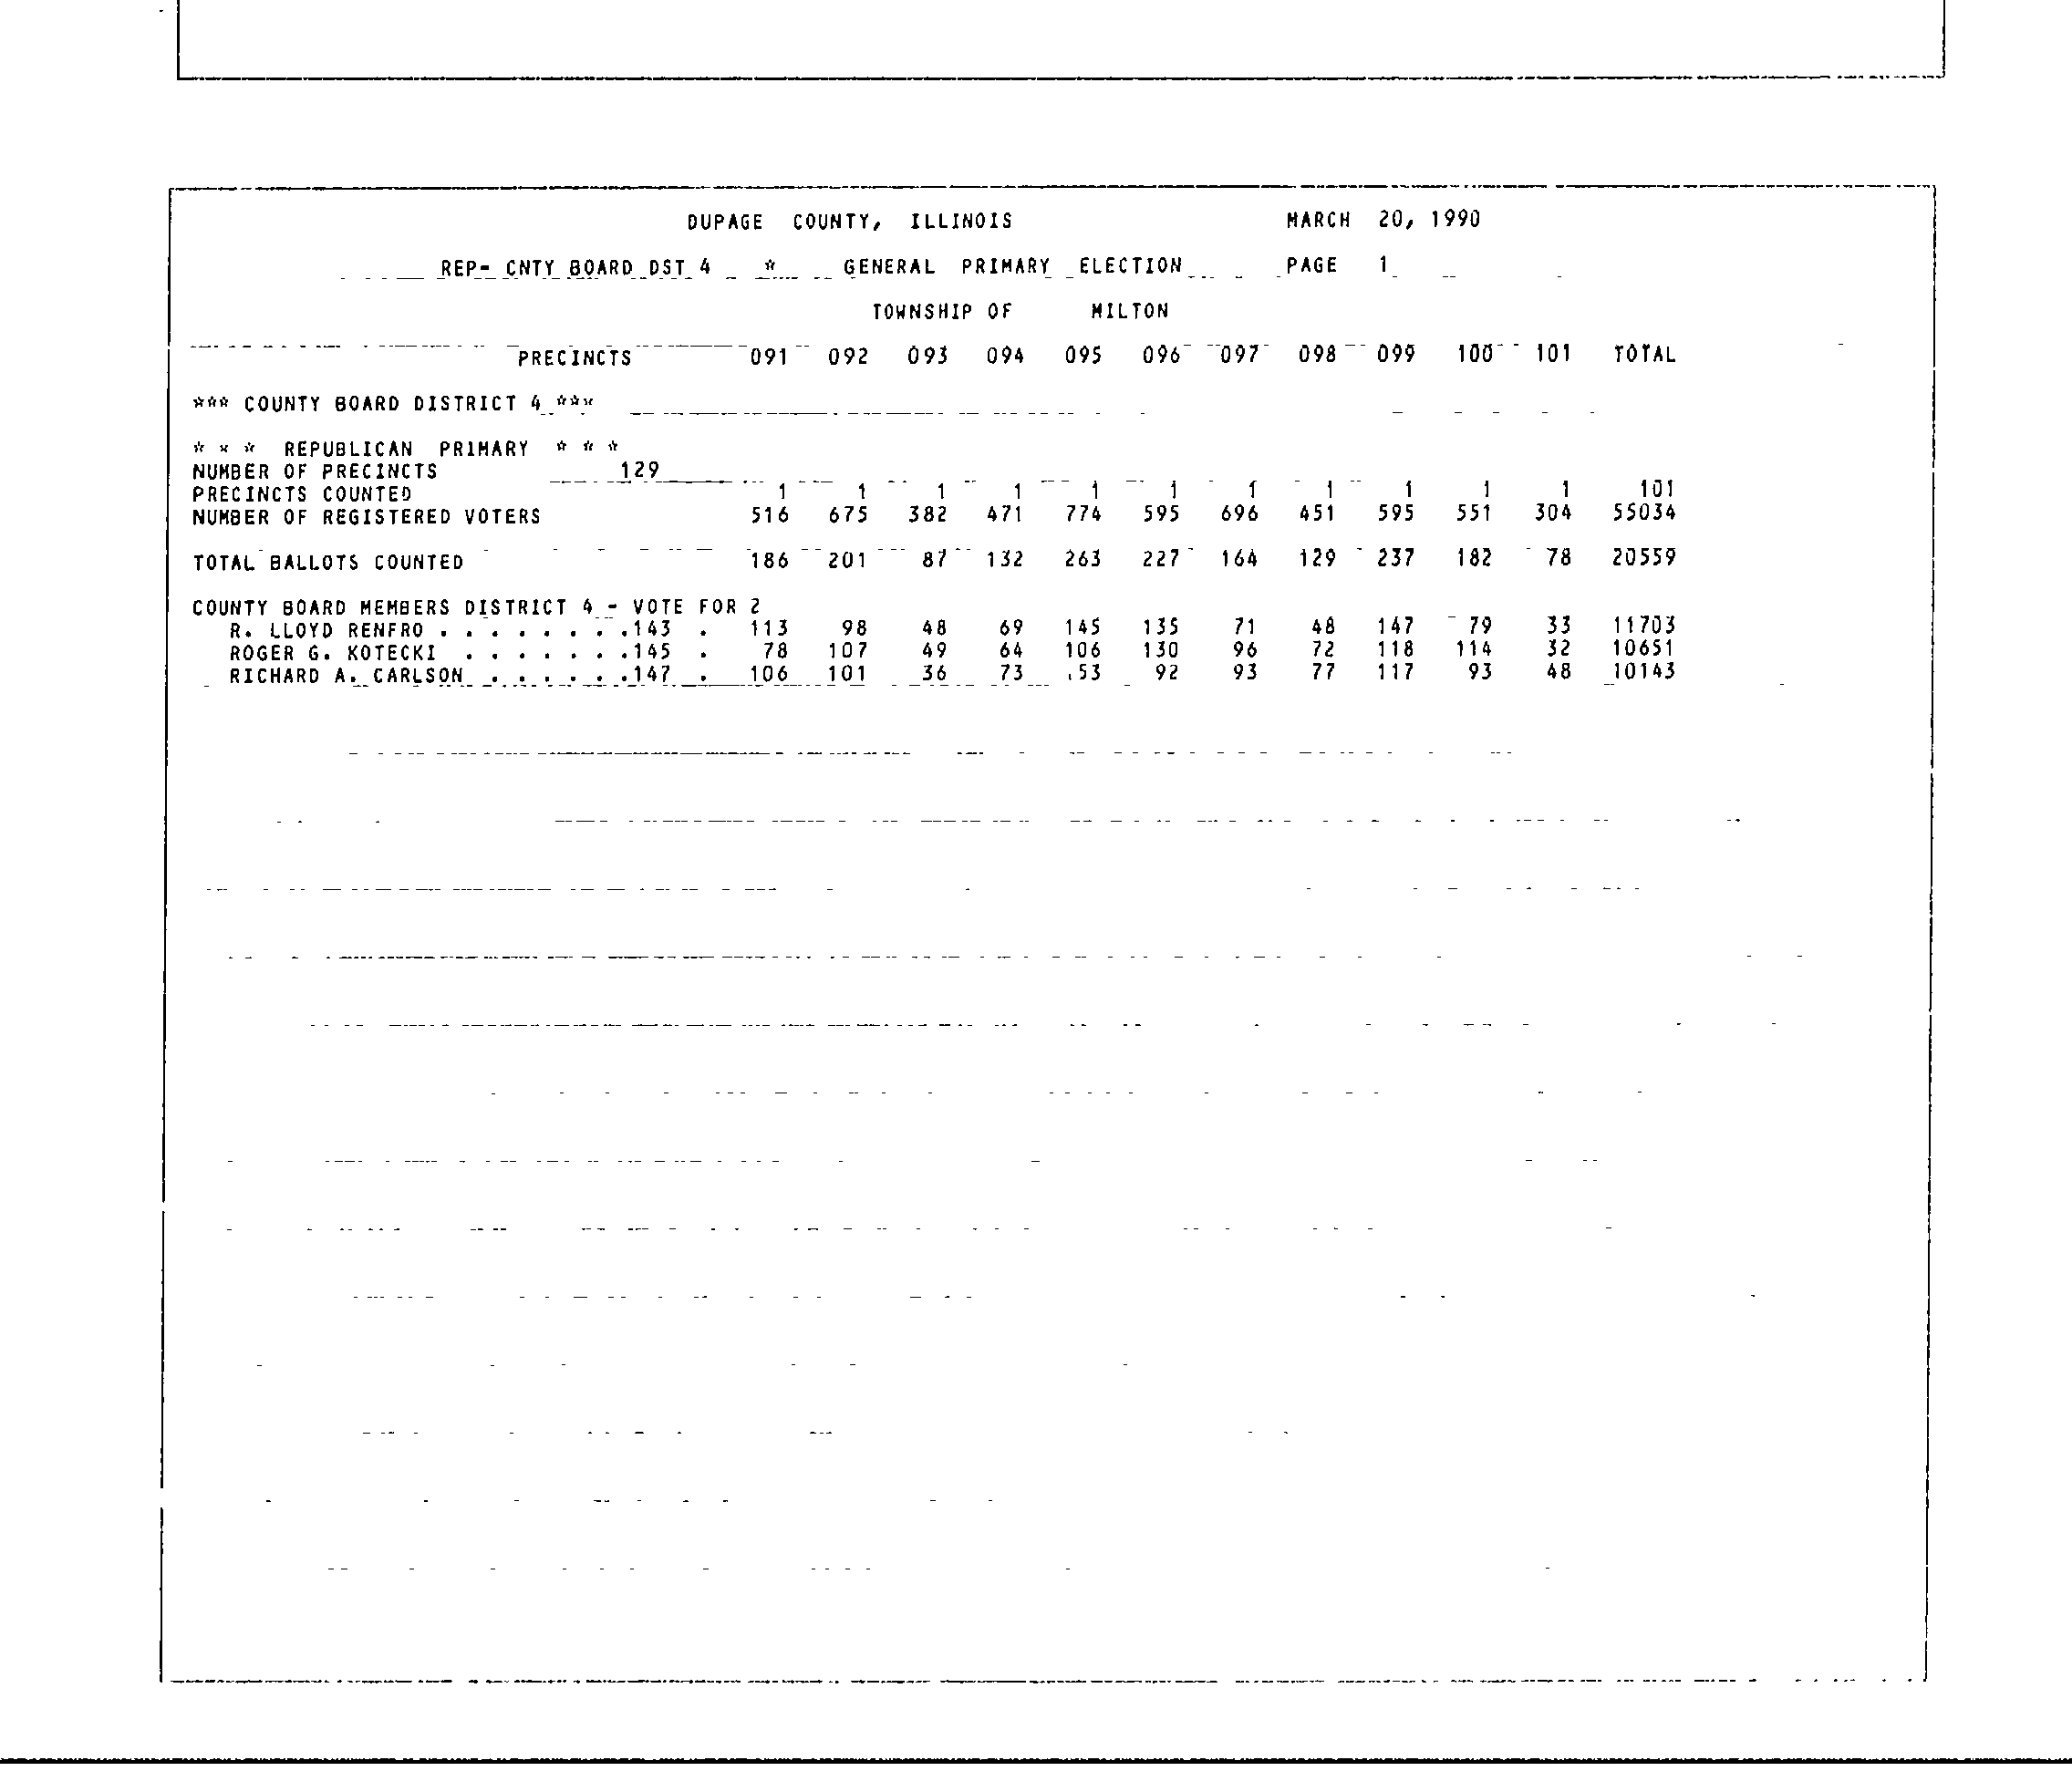 DUPAGE COUNTY, ILLINOIS MARCH 20, 1990
REP- CNTY BOARD DST 4 * GENERAL PRIMARY ELECTION PAGE 1
TOWNSHIP OF MILTON
PRECINCTS 091 092 093 094 095 096 097 098 099 100 101 TOTAL
*** COUNTY BOARD DISTRICT 4 ***
* * * REPUBLICAN PRIMARY * * *
NUMBER OF PRECINCTS 129
PRECINCTS COUNTED 1 1 1 1 1 1 1 1 1 1 1 101
NUMBER OF REGISTERED VOTERS 516 675 382 471 774 595 696 451 595 551 304 55034
TOTAL BALLOTS COUNTED 186 201 87 132 263 227 164 129 237 182 78 20559
COUNTY BOARD MEMBERS DISTRICT 4 - VOTE FOR 2
R. LLOYD RENFRO . . . . . . . .143 . 113 98 48 69 145 135 71 48 147 79 33 11703
ROGER G. KOTECKI . . . . . . .145 . 78 107 49 64 106 130 96 72 118 114 32 10651
RICHARD A. CARLSON . . . . . .147 . 106 101 36 73 53 92 93 77 117 93 48 10143